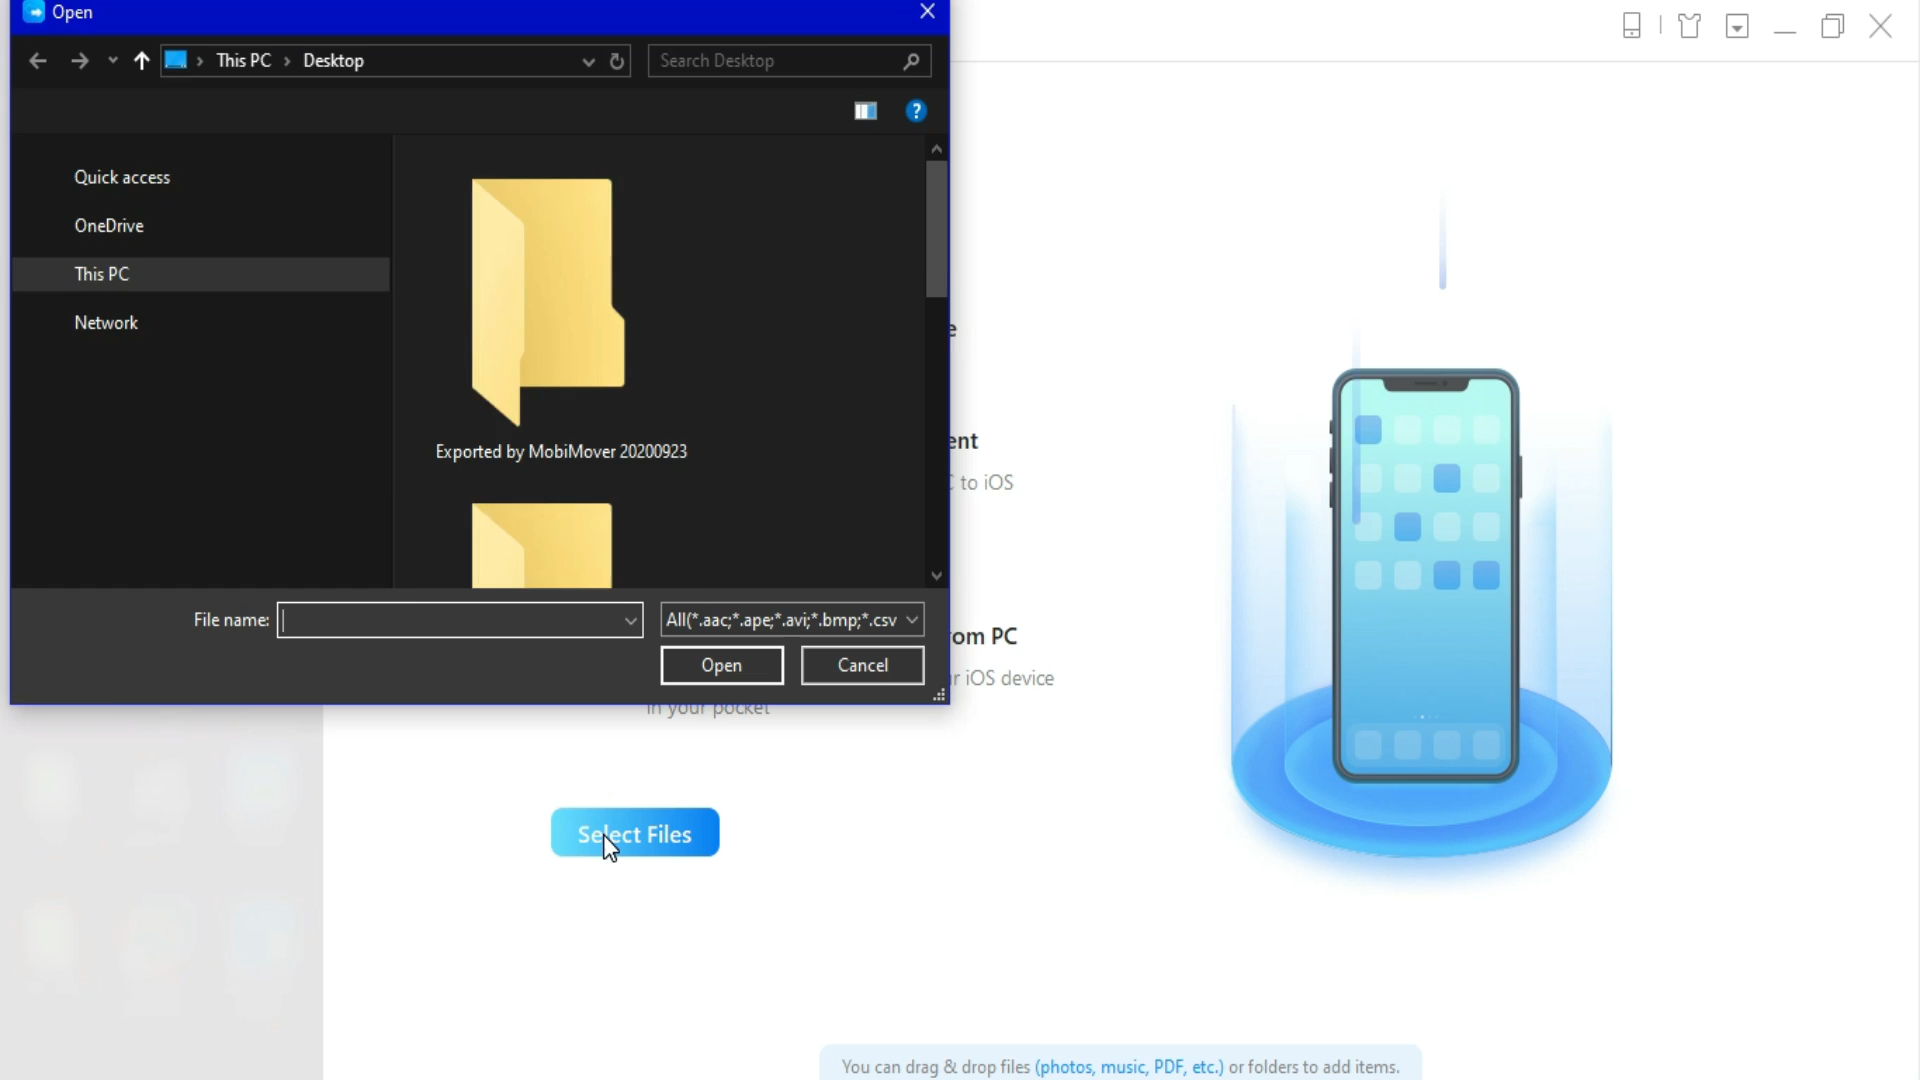 Open
This PC
Desktop
Search Desktop
?
Quick access
OneDrive
This PC
Network
Exported by MobiMover 20200923
File name:
All(*.aac;*.ape;*.avi;*.bmp;*.csv
Open
Cancel
e
ent
to iOS
om PC
r iOS device
in your pocket
Select Files
You can drag & drop files (photos, music, PDF, etc.) or folders to add items.